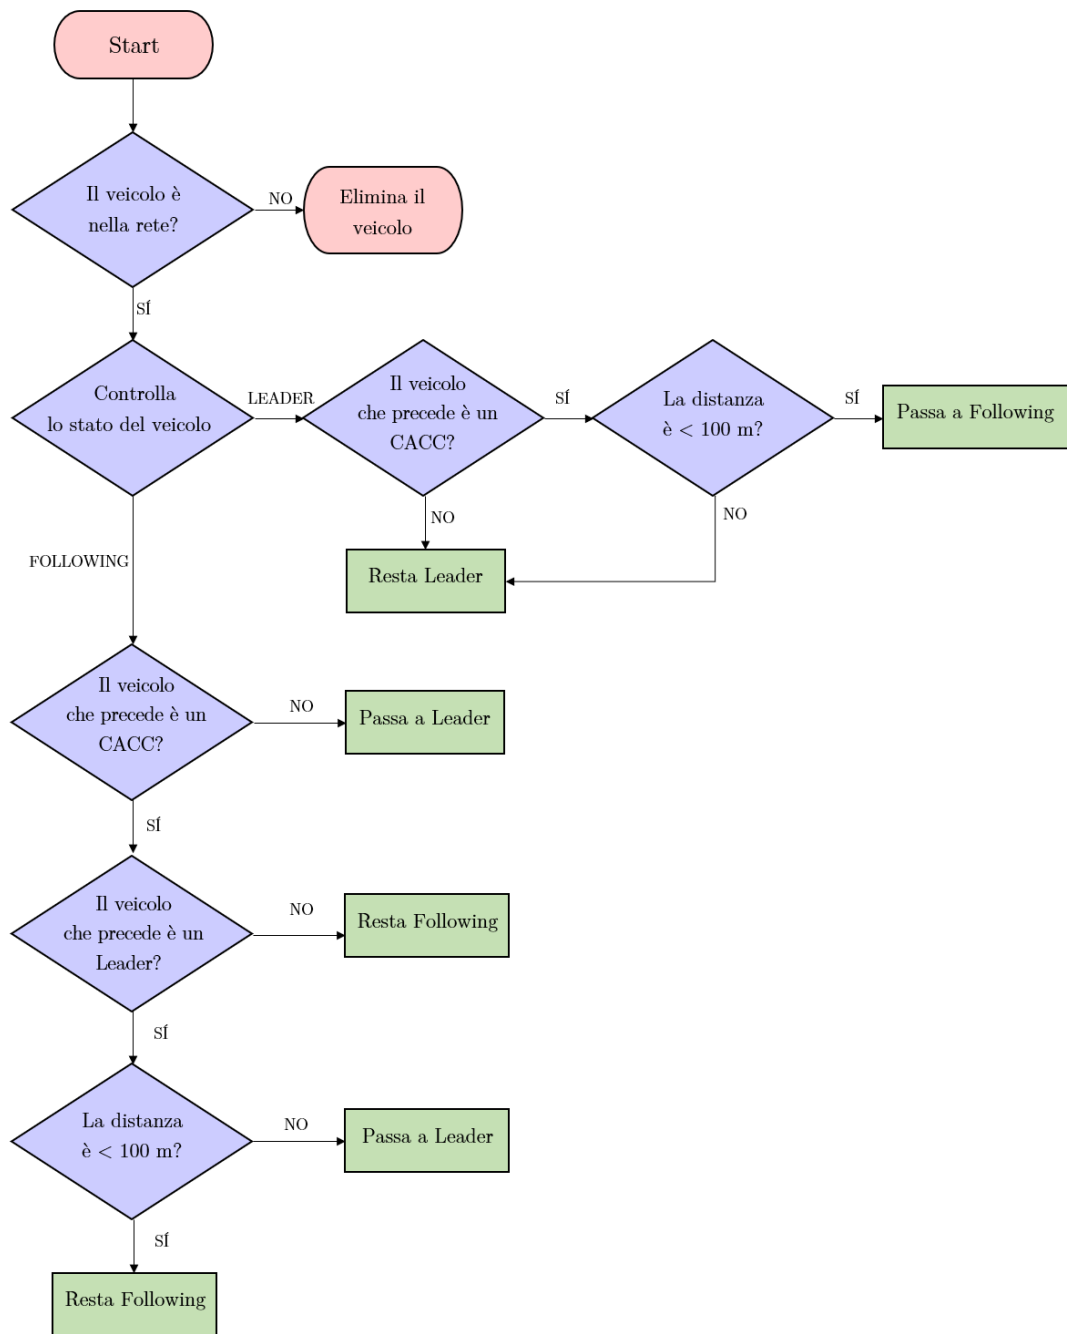 Start
Il veicolo è
nella rete?
NO
Elimina il
veicolo
SÍ
Controlla
lo stato del veicolo
LEADER
Il veicolo
che precede è un
CACC?
SÍ
La distanza
è < 100 m?
SÍ
Passa a Following
NO
NO
Resta Leader
FOLLOWING
Il veicolo
che precede è un
CACC?
NO
Passa a Leader
SÍ
Il veicolo
che precede è un
Leader?
NO
Resta Following
SÍ
La distanza
è < 100 m?
NO
Passa a Leader
SÍ
Resta Following